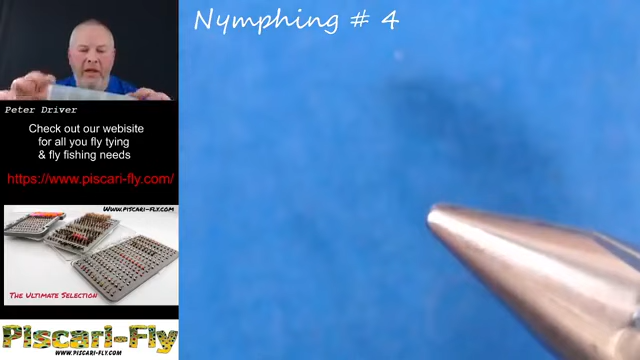 Nymphing # 4
Peter Driver
Check out our webisite
for all you fly tying
& fly fishing needs
https://www.piscari-fly.com/
Www.piscari-fly.com
The Ultimate Selection
Piscari-Fly
www.piscari-fly.com